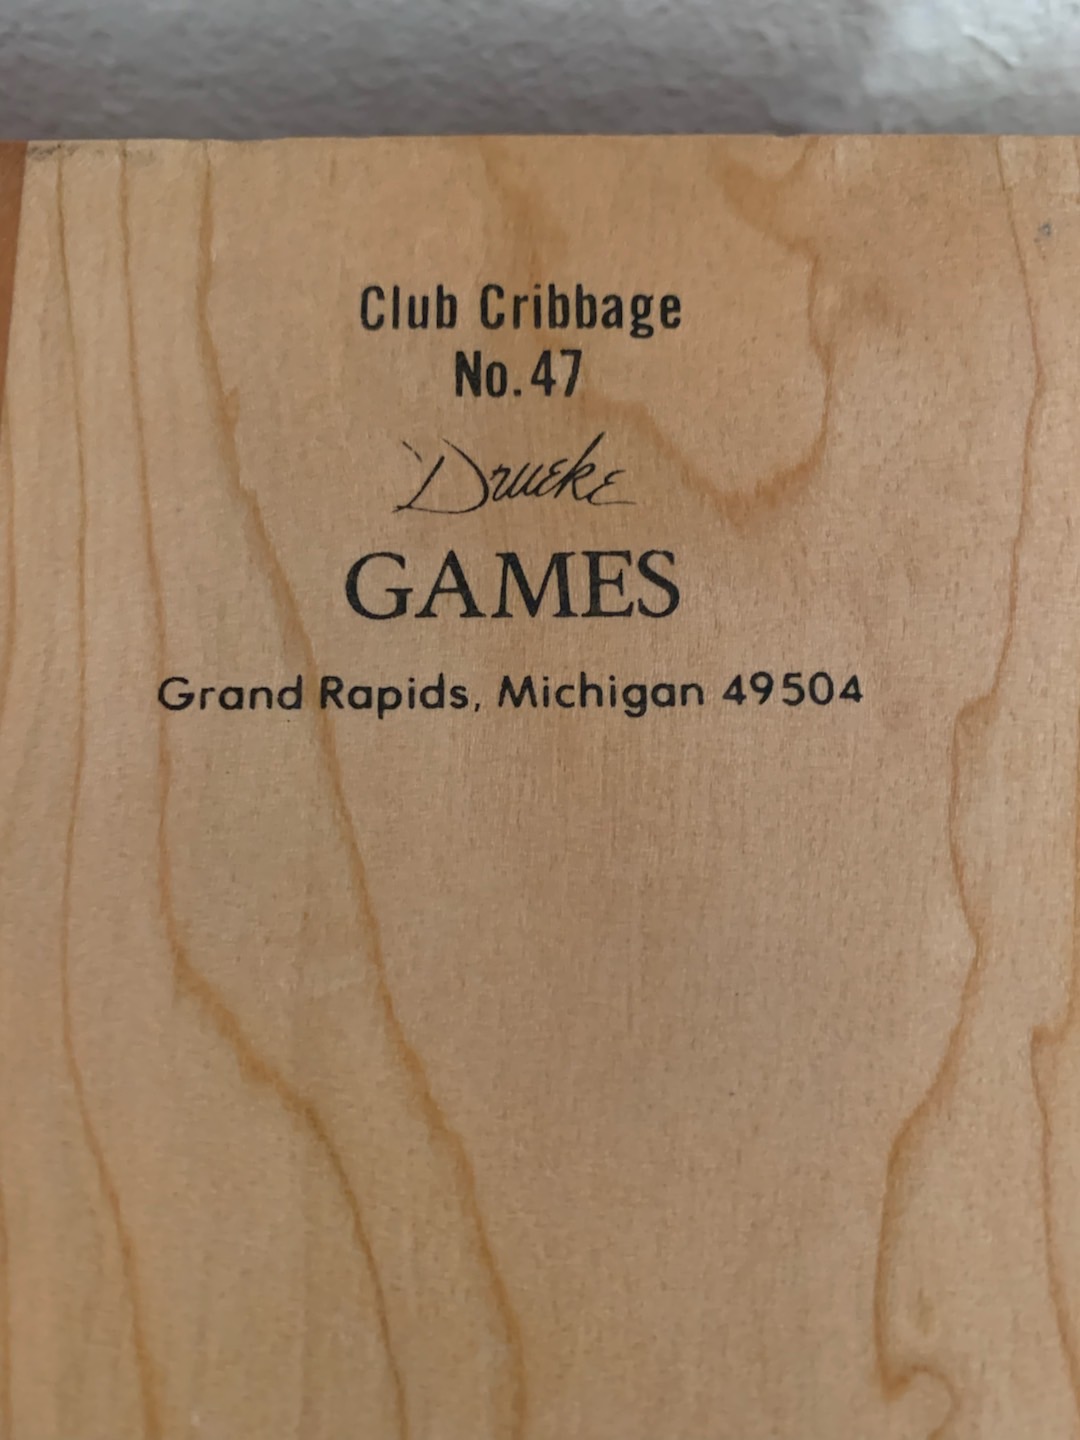 Club Cribbage
No. 47
Drueke
GAMES
Grand Rapids, Michigan 49504